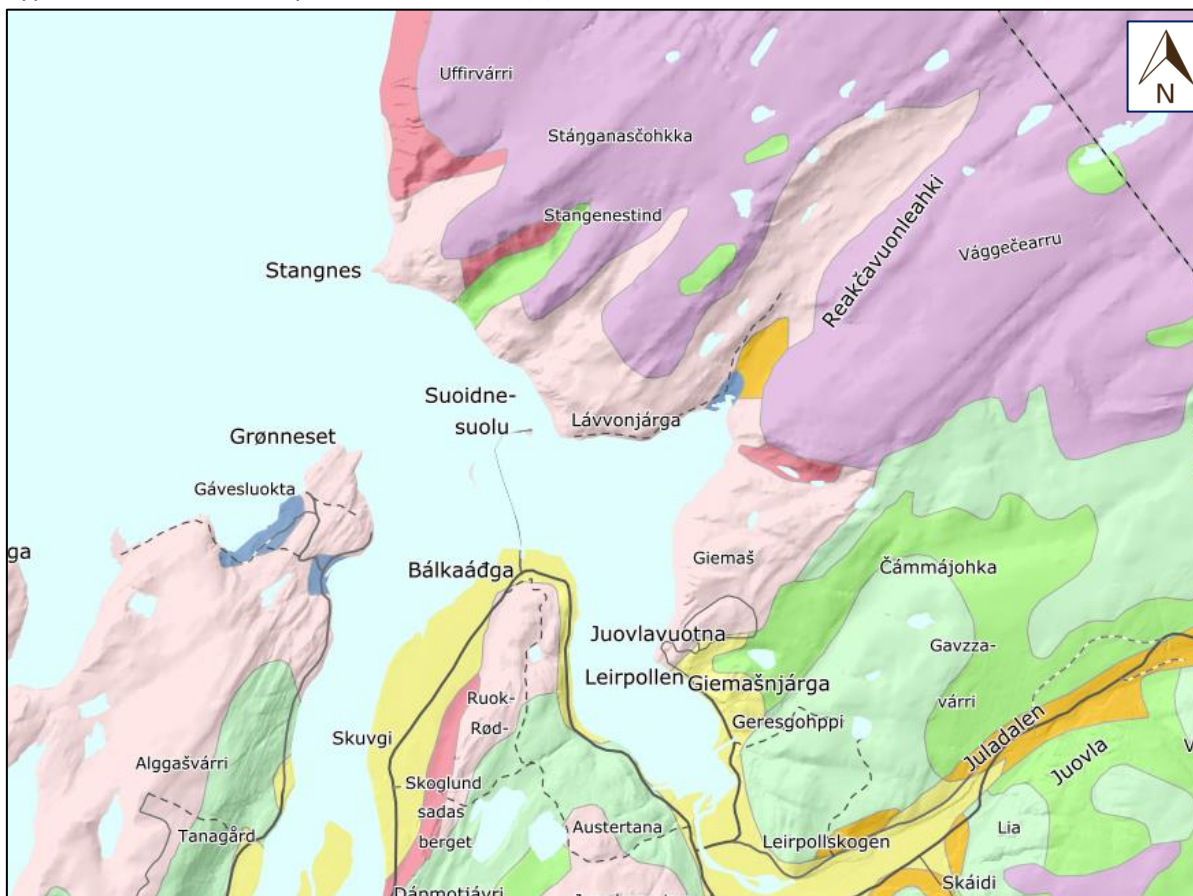 N
Uffirvárri
Stáŋganasčohkka
Stangenestind
Reakčavuonleahki
Vággečearru
Stangnes
Suoidne-
suolu
Lávvonjárga
Grønneset
Gávesluokta
ga
Bálkaáđga
Giemaš
Čámmájohka
Juovlavuotna
Leirpollen
Giemašnjárga
Gavzza-
várri
Geresgohppi
Ruok-
Rød-
Skuvgi
Juladalen
Juovla
Alggašvárri
Skoglund
sadas
berget
Tanagård
Austertana
Leirpollskogen
Lia
Skáidi